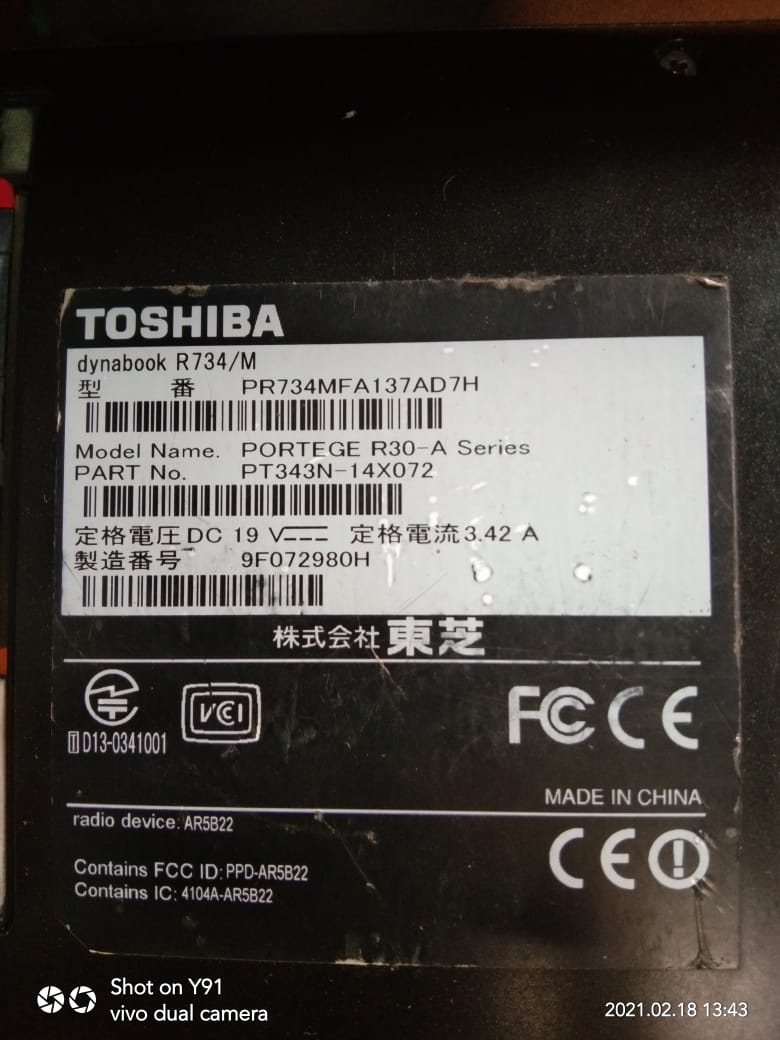 TOSHIBA
dynabook R734/M
型 番 PR734MFA137AD7H
Model Name. PORTEGE R30-A Series
PART No. PT343N-14X072
定格電圧 DC 19 V 定格電流 3.42 A
製造番号 9F072980H
株式会社 東芝
T D13-0341001
VCI
FC CE
MADE IN CHINA
radio device: AR5B22
CE
Contains FCC ID: PPD-AR5B22
Contains IC: 4104A-AR5B22
Shot on Y91
vivo dual camera
2021.02.18 13:43